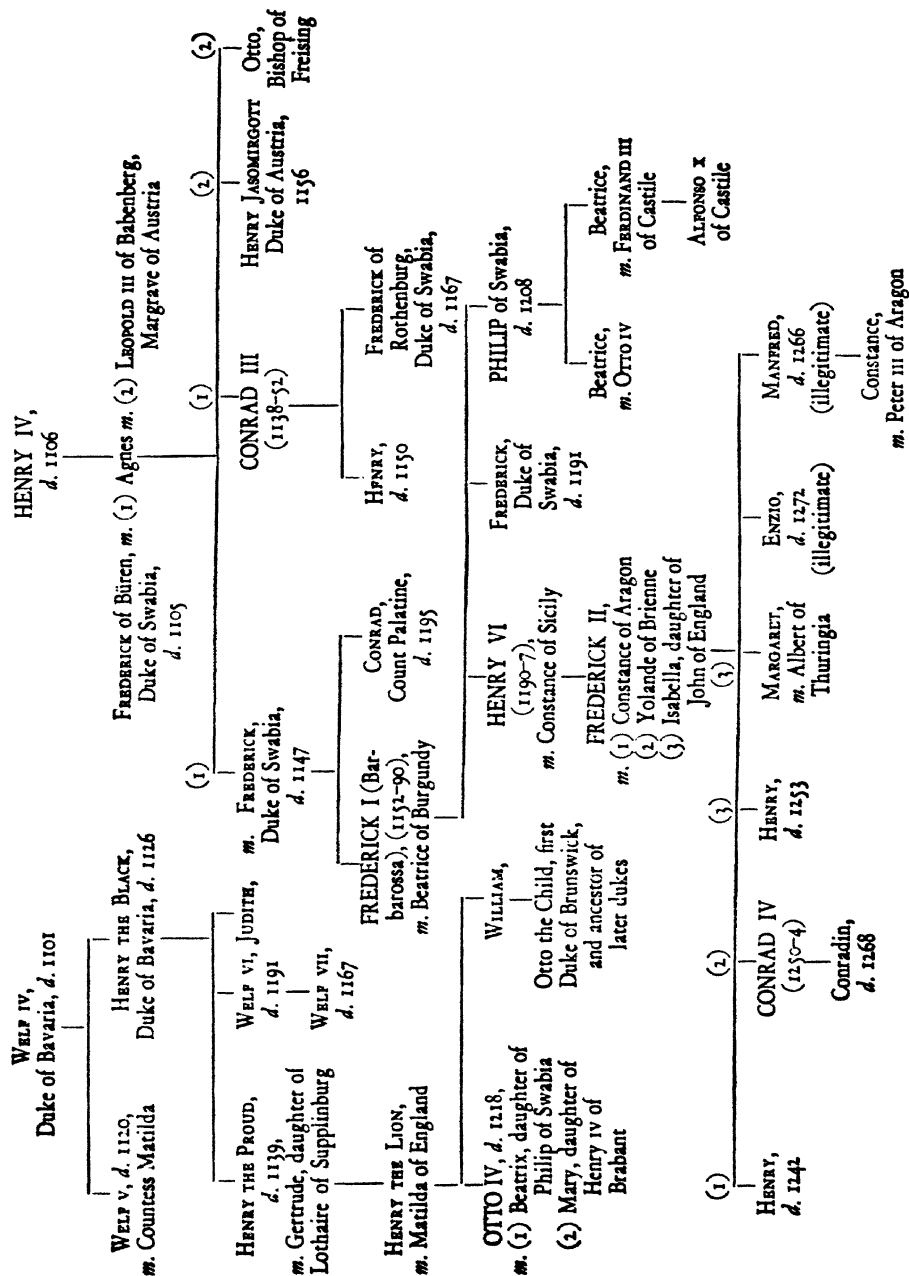 WELF IV,
Duke of Bavaria, d. 1101
HENRY IV,
d. 1106
WELF V, d. 1120,
m. Countess Matilda
HENRY THE BLACK,
Duke of Bavaria, d. 1126
FREDERICK of Büren, m. (1) Agnes m. (2) LEOPOLD III of Babenberg,
Duke of Swabia,
d. 1105
Margrave of Austria
HENRY THE PROUD,
d. 1139,
m. Gertrude, daughter of
Lothaire of Supplinburg
WELF VI,
d. 1191
JUDITH,
m.
(1)
FREDERICK,
Duke of Swabia,
d. 1147
(1)
CONRAD III
(1138-52)
(2)
HENRY JASOMIRGOTT
Duke of Austria,
1156
(2)
Otto,
Bishop of
Freising
WELF VII,
d. 1167
HENRY THE LION,
m. Matilda of England
FREDERICK I (Bar-
barossa), (1152-90),
m. Beatrice of Burgundy
CONRAD,
Count Palatine,
d. 1195
HENRY,
d. 1150
FREDERICK of
Rothenburg,
Duke of Swabia,
d. 1167
OTTO IV, d. 1218,
m. (1) Beatrix, daughter of
Philip of Swabia
(2) Mary, daughter of
Henry IV of
Brabant
WILLIAM,
Otto the Child, first
Duke of Brunswick,
and ancestor of
later dukes
HENRY VI
(1190-7),
m. Constance of Sicily
FREDERICK,
Duke of
Swabia,
d. 1191
PHILIP of Swabia,
d. 1208
FREDERICK II,
m. (1) Constance of Aragon
(2) Yolande of Brienne
(3) Isabella, daughter of
John of England
Beatrice,
m. OTTO IV
Beatrice,
m. FERDINAND III
of Castile
ALFONSO X
of Castile
(1)
HENRY,
d. 1242
(2)
CONRAD IV
(1250-4)
Conradin,
d. 1268
(3)
HENRY,
d. 1253
(3)
MARGARET,
m. Albert of
Thuringia
ENZIO,
d. 1272
(illegitimate)
MANFRED,
d. 1266
(illegitimate)
Constance,
m. Peter III of Aragon